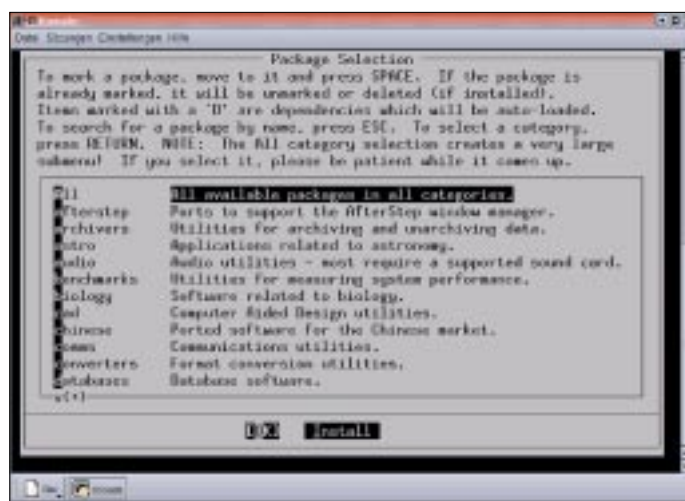 Konsole
Datei Sitzungen Einstellungen Hilfe
Package Selection
To mark a package, move to it and press SPACE. If the package is
already marked, it will be unmarked or deleted (if installed).
Items marked with a 'D' are dependencies which will be auto-loaded.
To search for a package by name, press ESC. To select a category,
press RETURN. NOTE: The All category selection creates a very large
submenu! If you select it, please be patient while it comes up.
All All available packages in all categories.
afterstep Ports to support the AfterStep window manager.
archivers Utilities for archiving and unarchiving data.
astro Applications related to astronomy.
audio Audio utilities - most require a supported sound card.
benchmarks Utilities for measuring system performance.
biology Software related to biology.
cad Computer Aided Design utilities.
chinese Ported software for the Chinese market.
comms Communications utilities.
converters Format conversion utilities.
databases Database software.
v(+)
[ OK ] Install